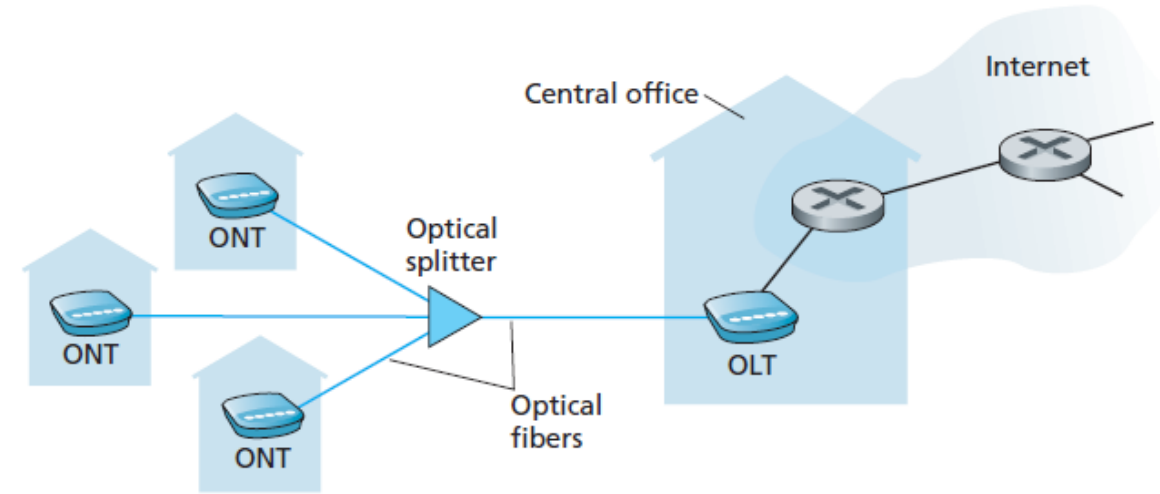 Internet
Central office
ONT
Optical
splitter
ONT
OLT
Optical
fibers
ONT